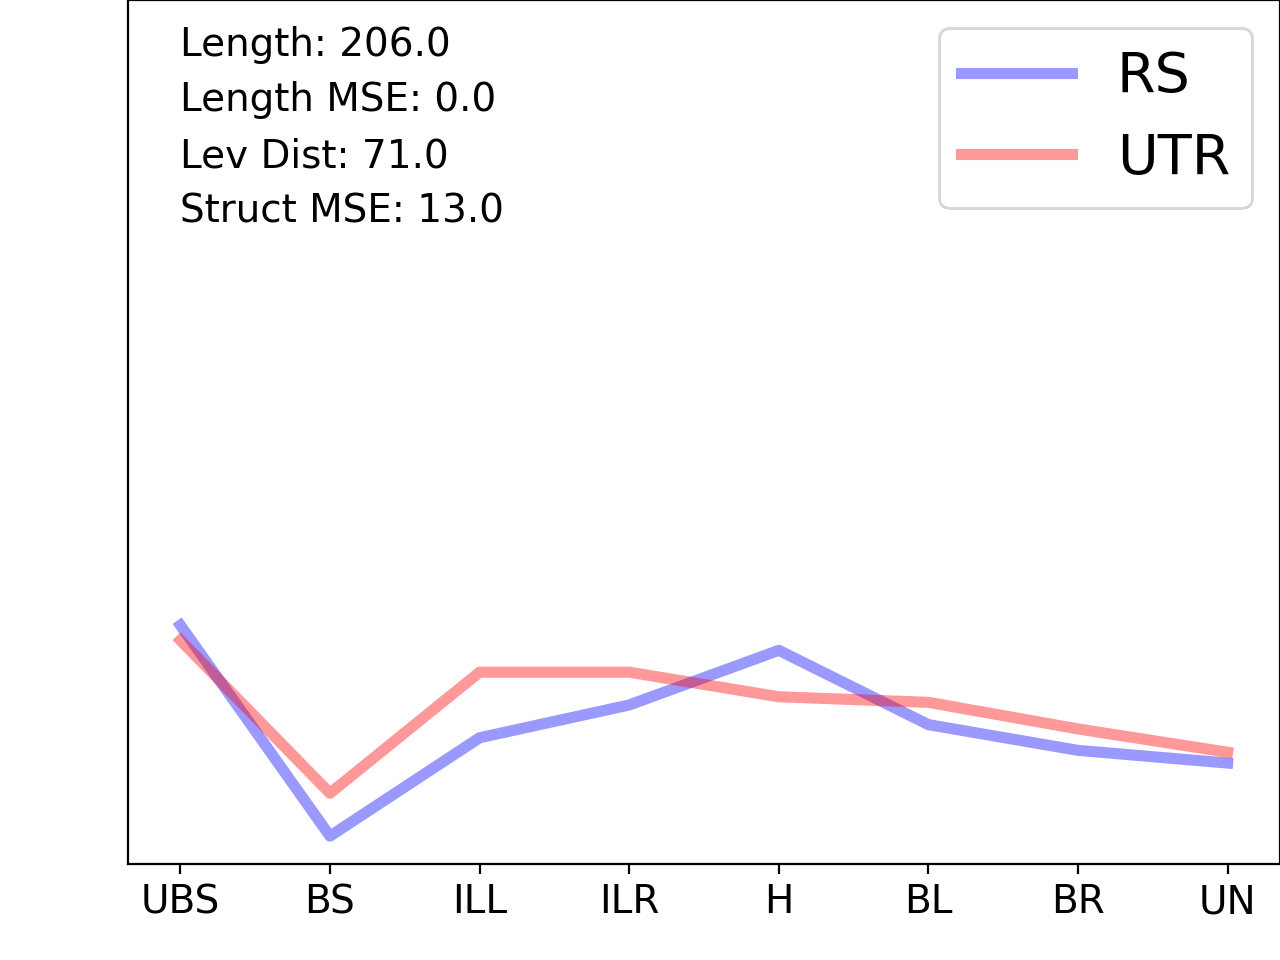 Length: 206.0
Length MSE: 0.0
Lev Dist: 71.0
Struct MSE: 13.0
RS
UTR
UBS BS ILL ILR H BL BR UN